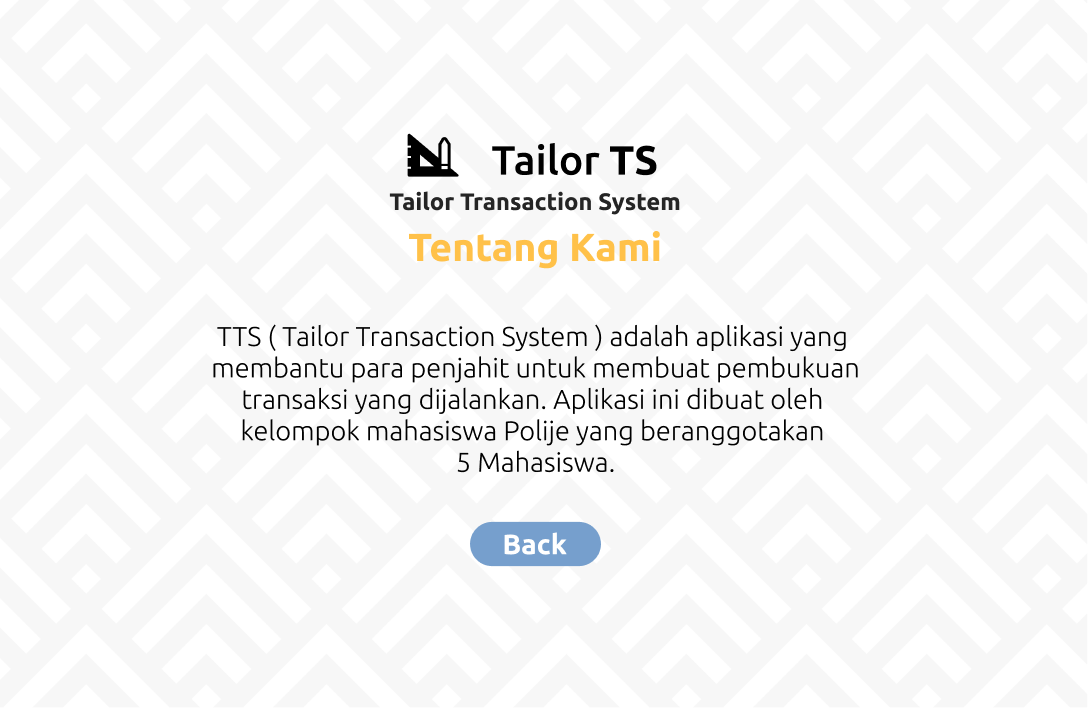 Tailor TS
Tailor Transaction System
Tentang Kami
TTS ( Tailor Transaction System ) adalah aplikasi yang
membantu para penjahit untuk membuat pembukuan
transaksi yang dijalankan. Aplikasi ini dibuat oleh
kelompok mahasiswa Polije yang beranggotakan
5 Mahasiswa.
Back